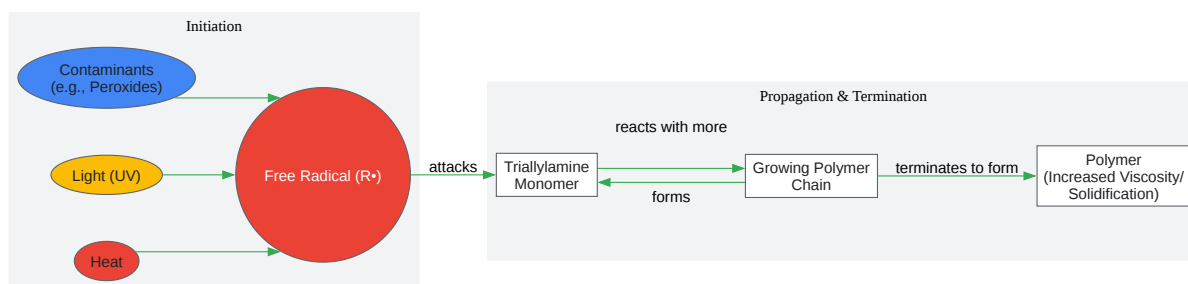 Initiation
Contaminants
(e.g., Peroxides)
Light (UV)
Heat
Free Radical (R•)
attacks
Propagation & Termination
Triallylamine
Monomer
reacts with more
forms
Growing Polymer
Chain
terminates to form
Polymer
(Increased Viscosity/
Solidification)